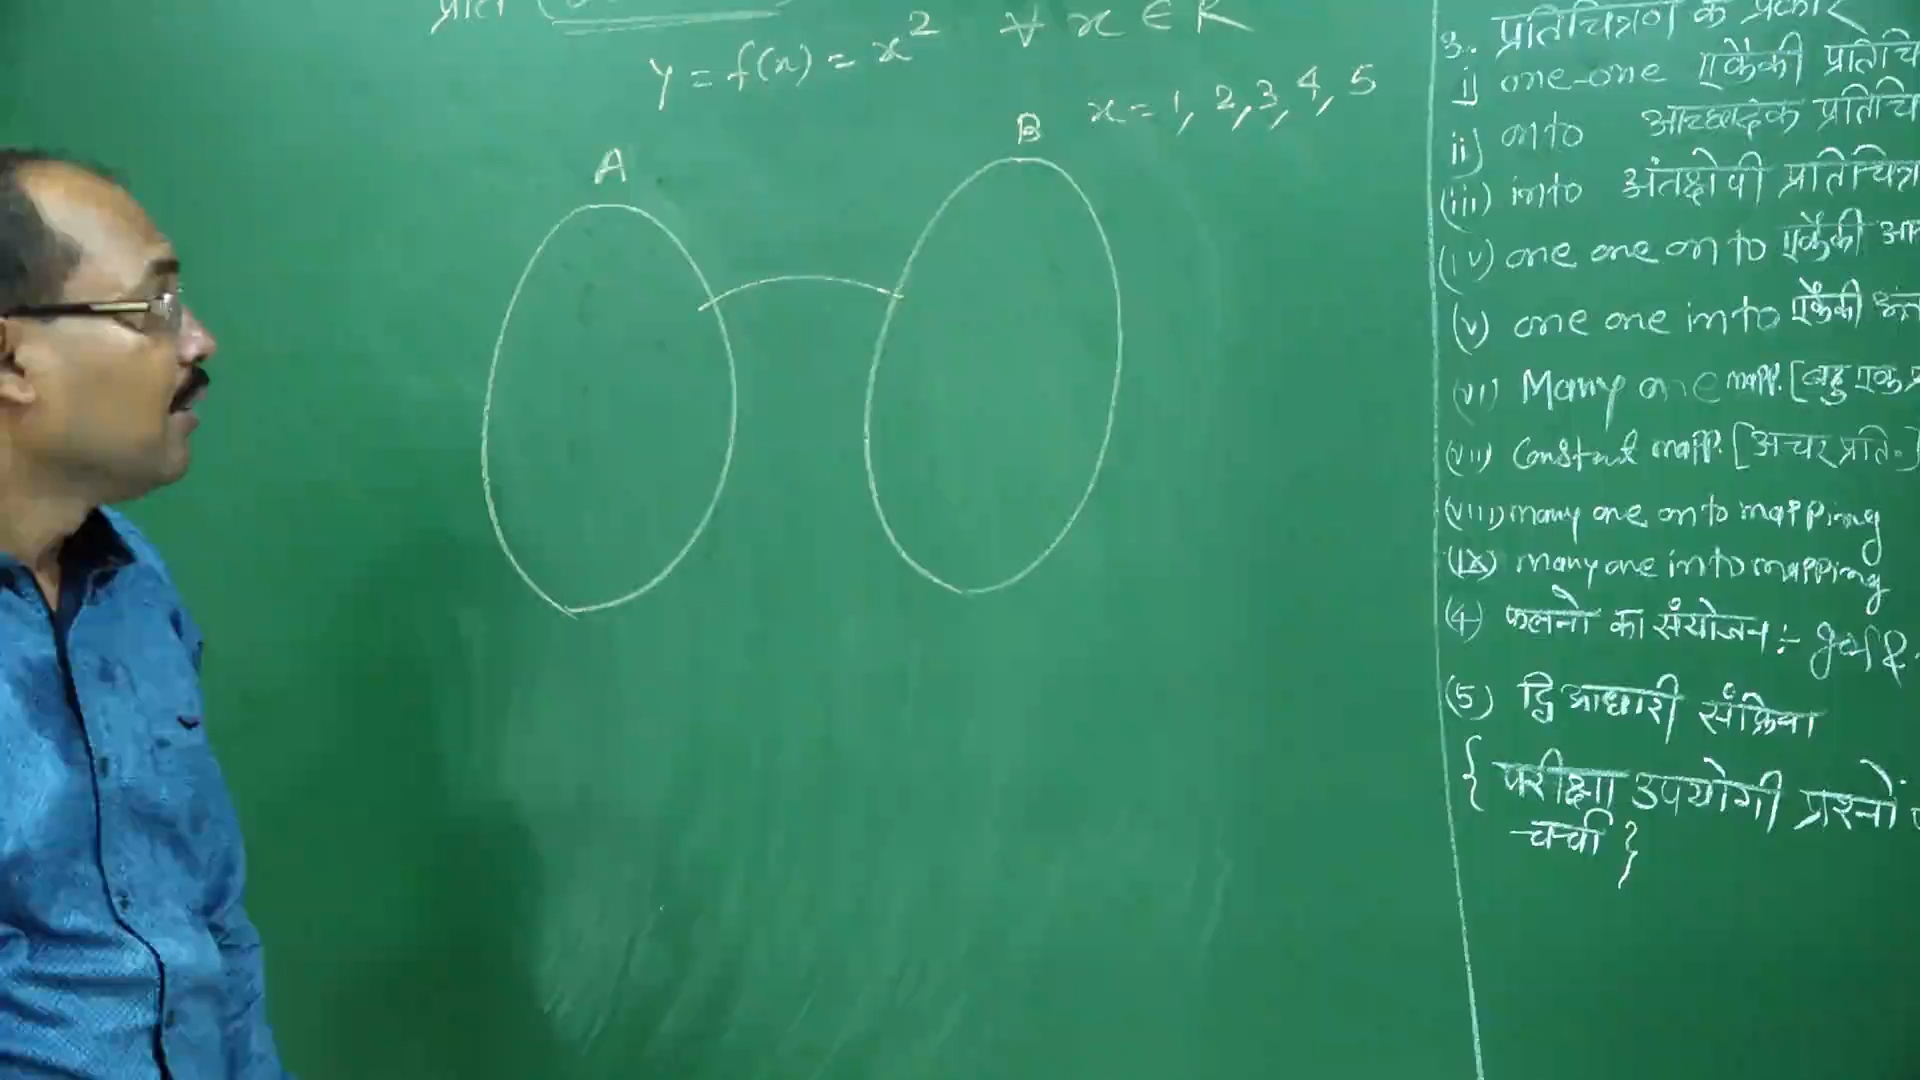 प्रति
y = f(x) = x² ∀ x ∈ R
x = 1, 2, 3, 4, 5
A
B
3. प्रतिचित्रण के प्रकार
i) one-one एकैकी प्रतिचि
ii) onto आच्छादक प्रतिचि
(iii) into अंतक्षेपी प्रतिचित्र
(iv) one one onto एकैकी आ
(v) one one into एकैकी अंत
(vi) Many one mapp. [बहु एक प्र
(vii) Constant mapp. [अचर प्रति.]
(viii) many one onto mapping
(ix) many one into mapping
(4) फलनो का संयोजन :- gof
(5) द्वि आधारी संक्रिया
{ परीक्षा उपयोगी प्रश्नों
चर्चा }